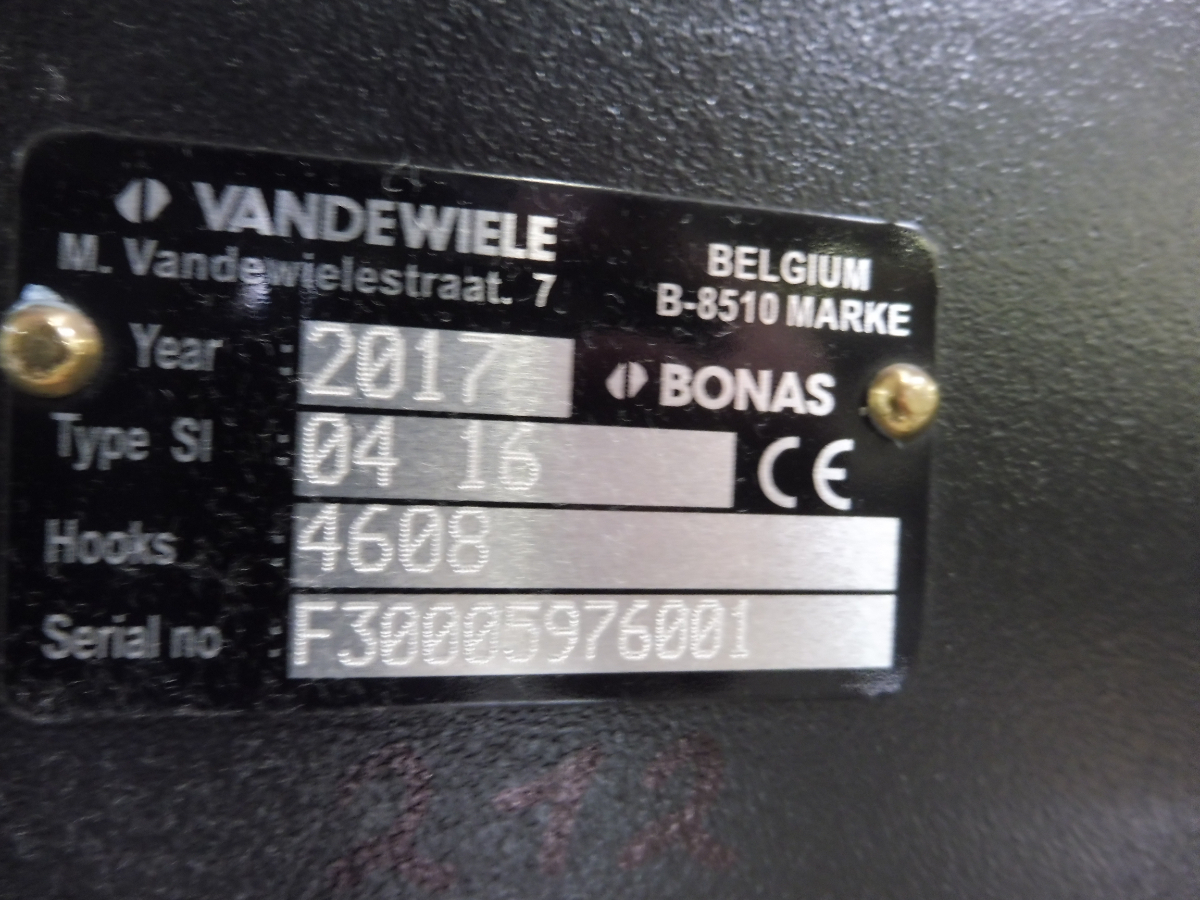 VANDEWIELE
M. Vandewielestraat. 7
BELGIUM
B-8510 MARKE
Year : 2017
BONAS
Type SI : 04 16
CE
Hooks : 4608
Serial no : F30005976001
212